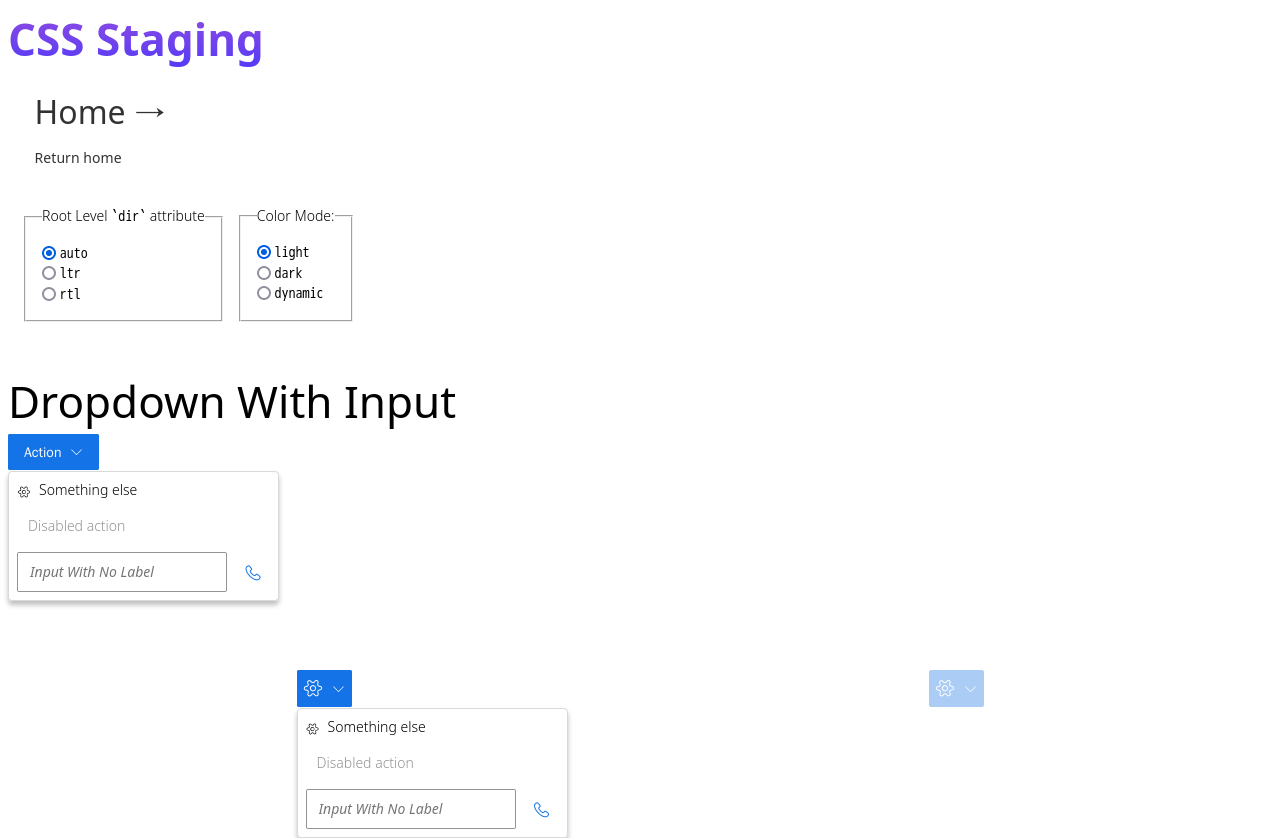 CSS Staging
Home →
Return home
Root Level `dir` attribute
auto
ltr
rtl
Color Mode:
light
dark
dynamic
Dropdown With Input
Action
Something else
Disabled action
Input With No Label
Something else
Disabled action
Input With No Label